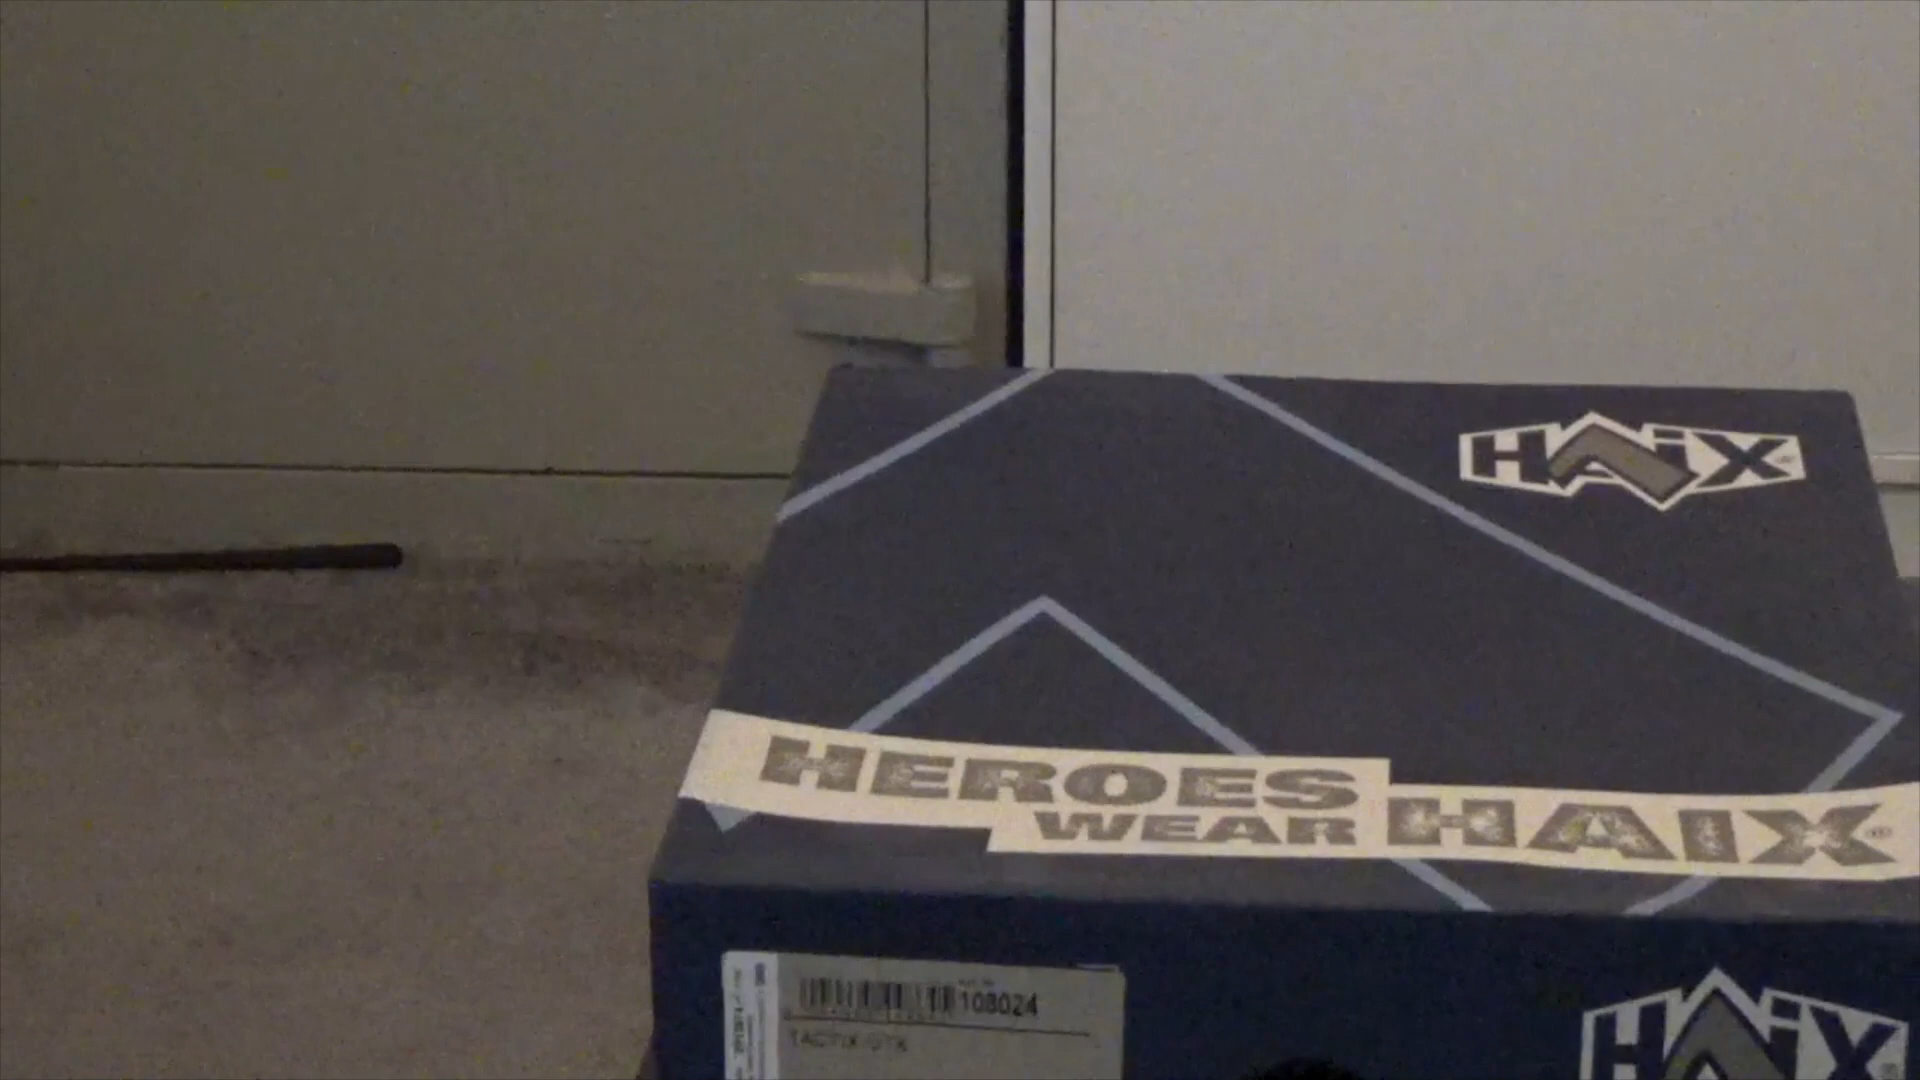 HAIX
HEROES
WEAR HAIX®
108024
TACTIX GTX
HAIX